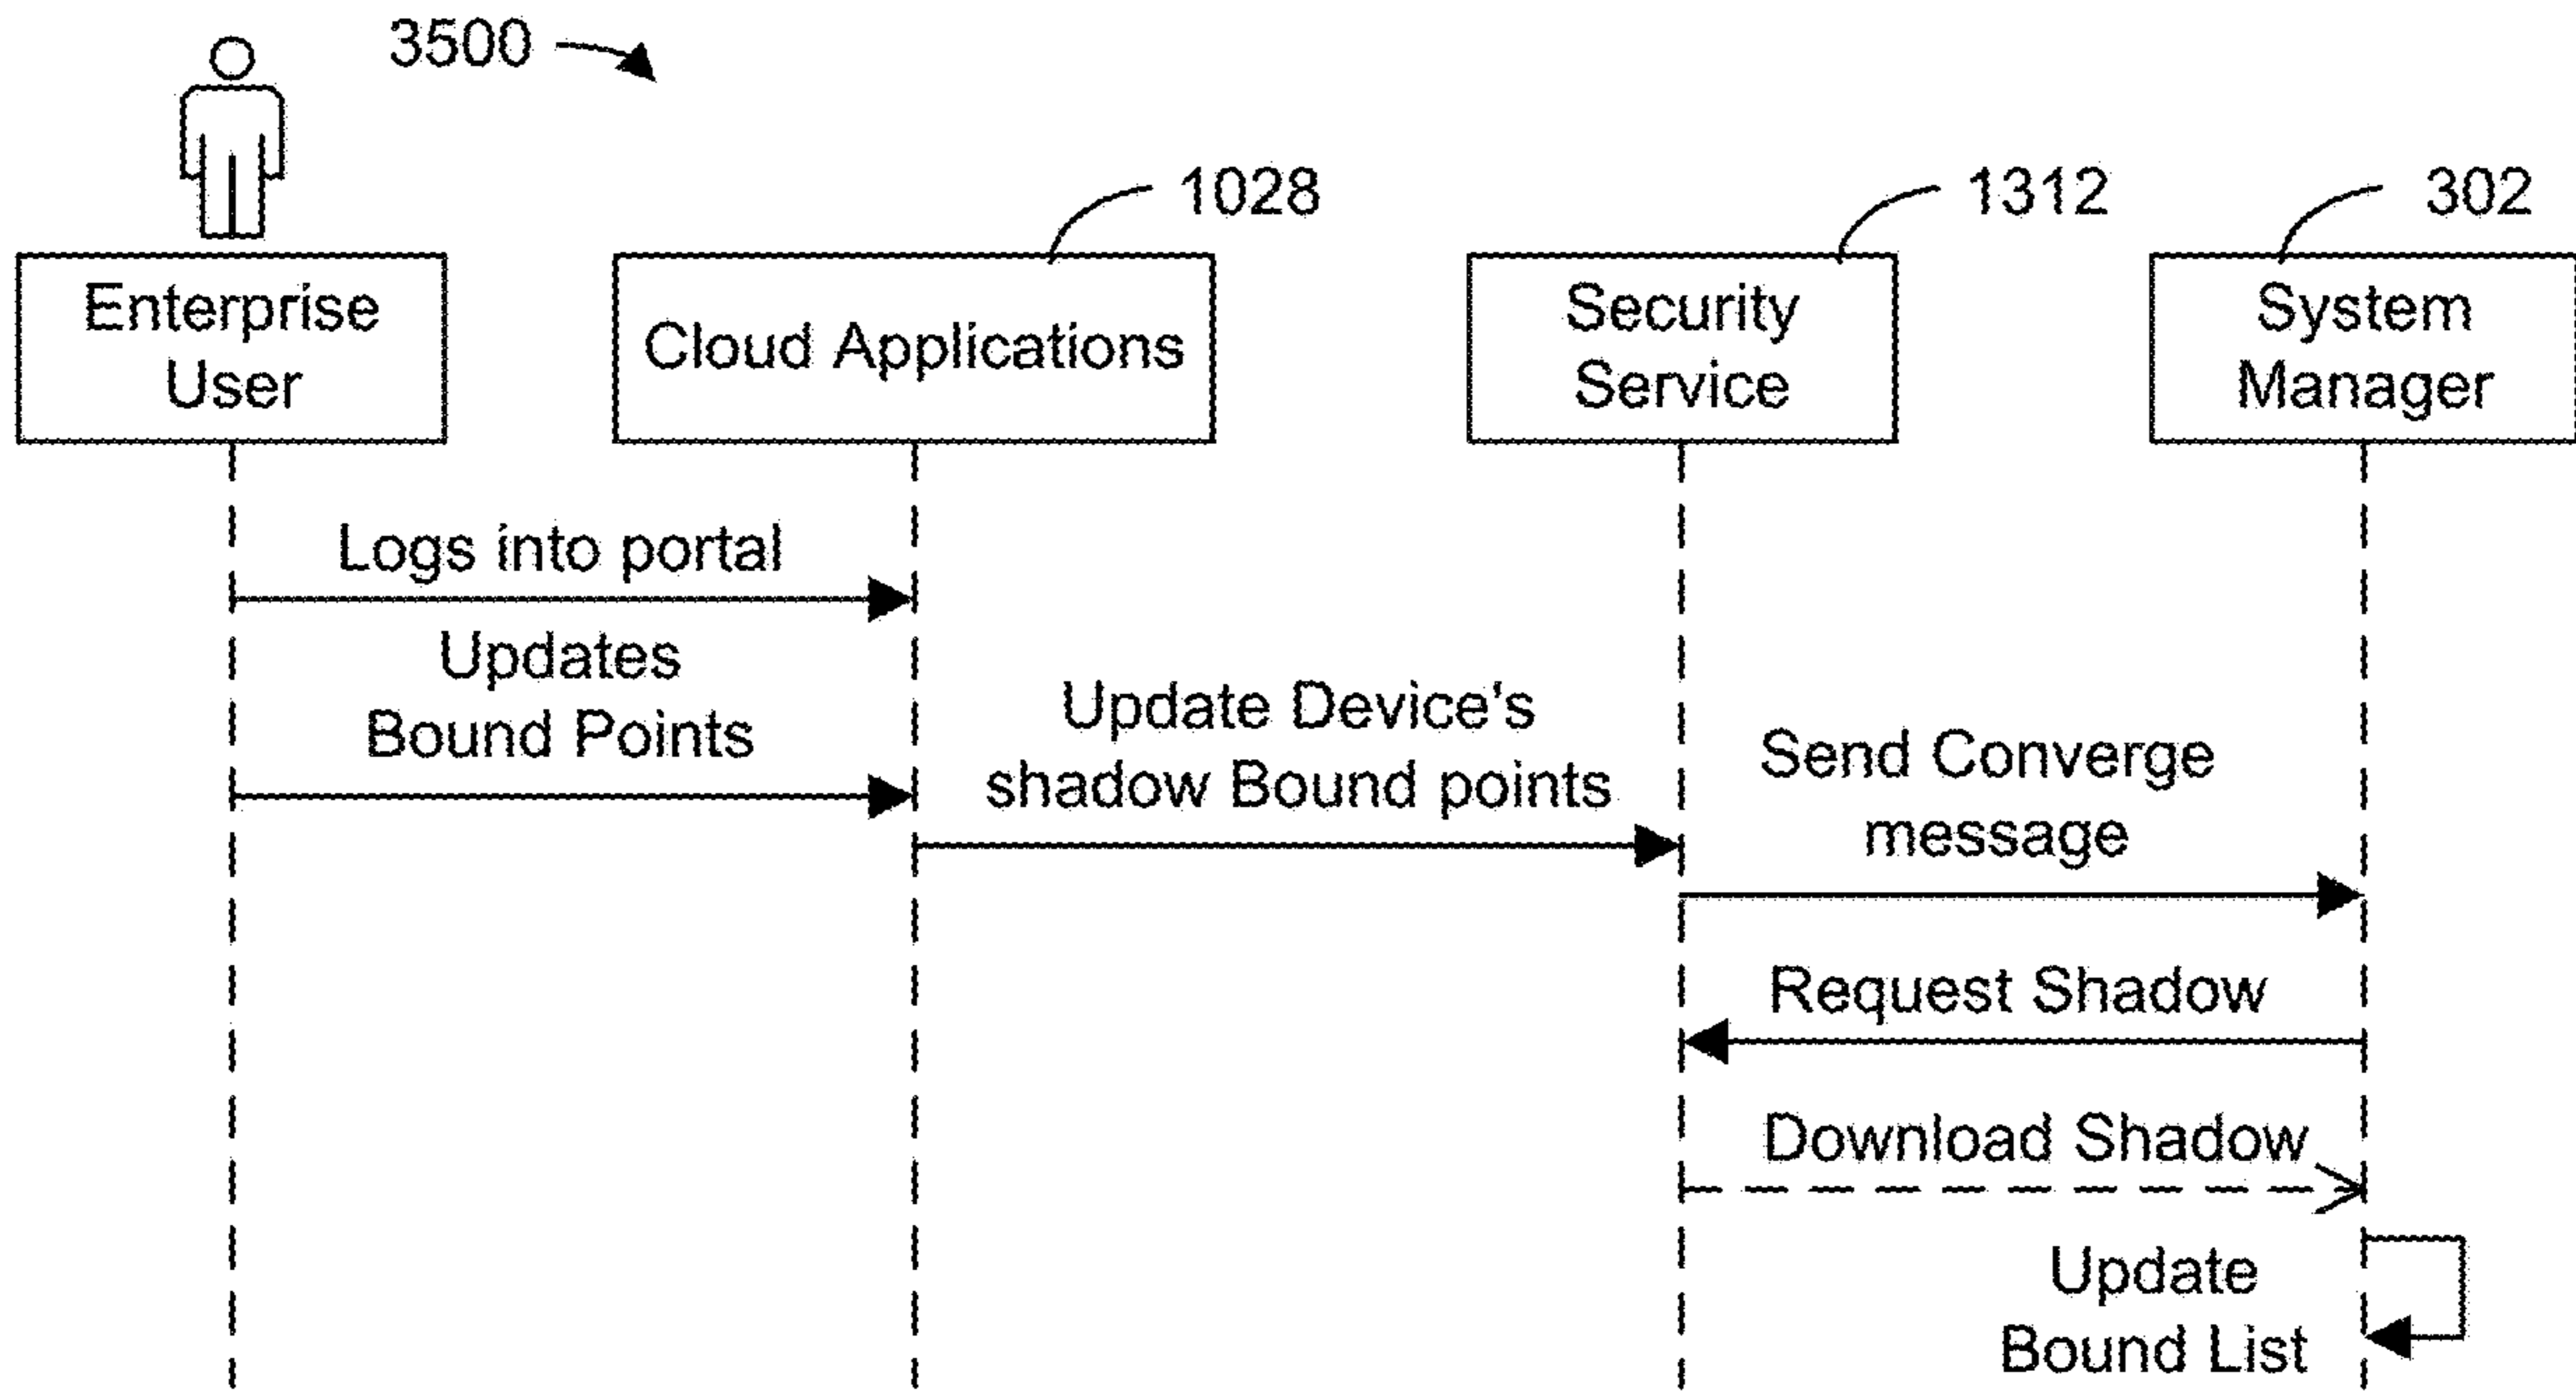 3500
1028
1312
302
Enterprise
User
Cloud Applications
Security
Service
System
Manager
Logs into portal
Updates
Bound Points
Update Device's
shadow Bound points
Send Converge
message
Request Shadow
Download Shadow
Update
Bound List